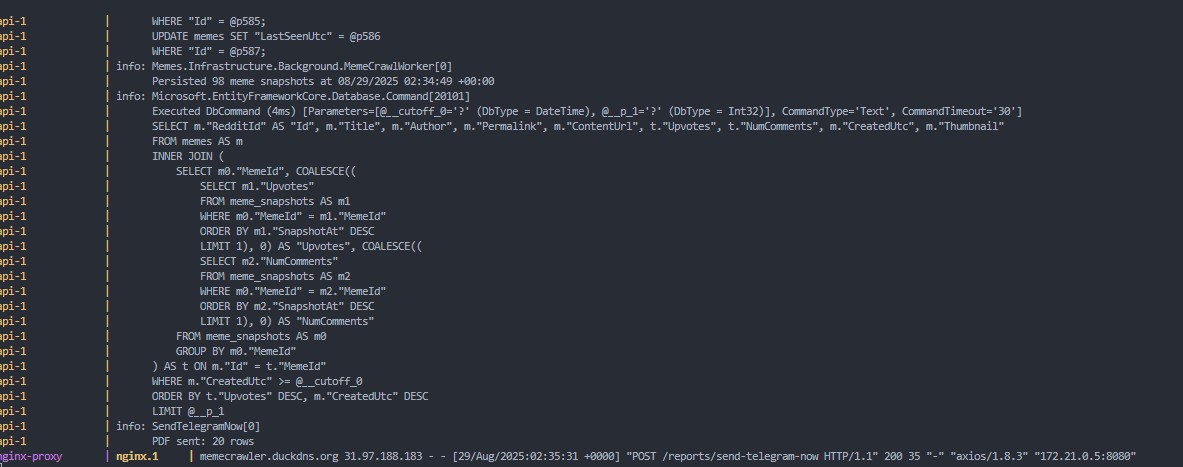 api-1 | WHERE "Id" = @p585;
api-1 | UPDATE memes SET "LastSeenUtc" = @p586
api-1 | WHERE "Id" = @p587;
api-1 | info: Memes.Infrastructure.Background.MemeCrawlWorker[0]
api-1 | Persisted 98 meme snapshots at 08/29/2025 02:34:49 +00:00
api-1 | info: Microsoft.EntityFrameworkCore.Database.Command[20101]
api-1 | Executed DbCommand (4ms) [Parameters=[@__cutoff_0='?' (DbType = DateTime), @__p_1='?' (DbType = Int32)], CommandType='Text', CommandTimeout='30']
api-1 | SELECT m."RedditId" AS "Id", m."Title", m."Author", m."Permalink", m."ContentUrl", t."Upvotes", t."NumComments", m."CreatedUtc", m."Thumbnail"
api-1 | FROM memes AS m
api-1 | INNER JOIN (
api-1 | SELECT m0."MemeId", COALESCE((
api-1 | SELECT m1."Upvotes"
api-1 | FROM meme_snapshots AS m1
api-1 | WHERE m0."MemeId" = m1."MemeId"
api-1 | ORDER BY m1."SnapshotAt" DESC
api-1 | LIMIT 1), 0) AS "Upvotes", COALESCE((
api-1 | SELECT m2."NumComments"
api-1 | FROM meme_snapshots AS m2
api-1 | WHERE m0."MemeId" = m2."MemeId"
api-1 | ORDER BY m2."SnapshotAt" DESC
api-1 | LIMIT 1), 0) AS "NumComments"
api-1 | FROM meme_snapshots AS m0
api-1 | GROUP BY m0."MemeId"
api-1 | ) AS t ON m."Id" = t."MemeId"
api-1 | WHERE m."CreatedUtc" >= @__cutoff_0
api-1 | ORDER BY t."Upvotes" DESC, m."CreatedUtc" DESC
api-1 | LIMIT @__p_1
api-1 | info: SendTelegramNow[0]
api-1 | PDF sent: 20 rows
nginx-proxy | nginx.1 | memecrawler.duckdns.org 31.97.188.183 - - [29/Aug/2025:02:35:31 +0000] "POST /reports/send-telegram-now HTTP/1.1" 200 35 "-" "axios/1.8.3" "172.21.0.5:8080"